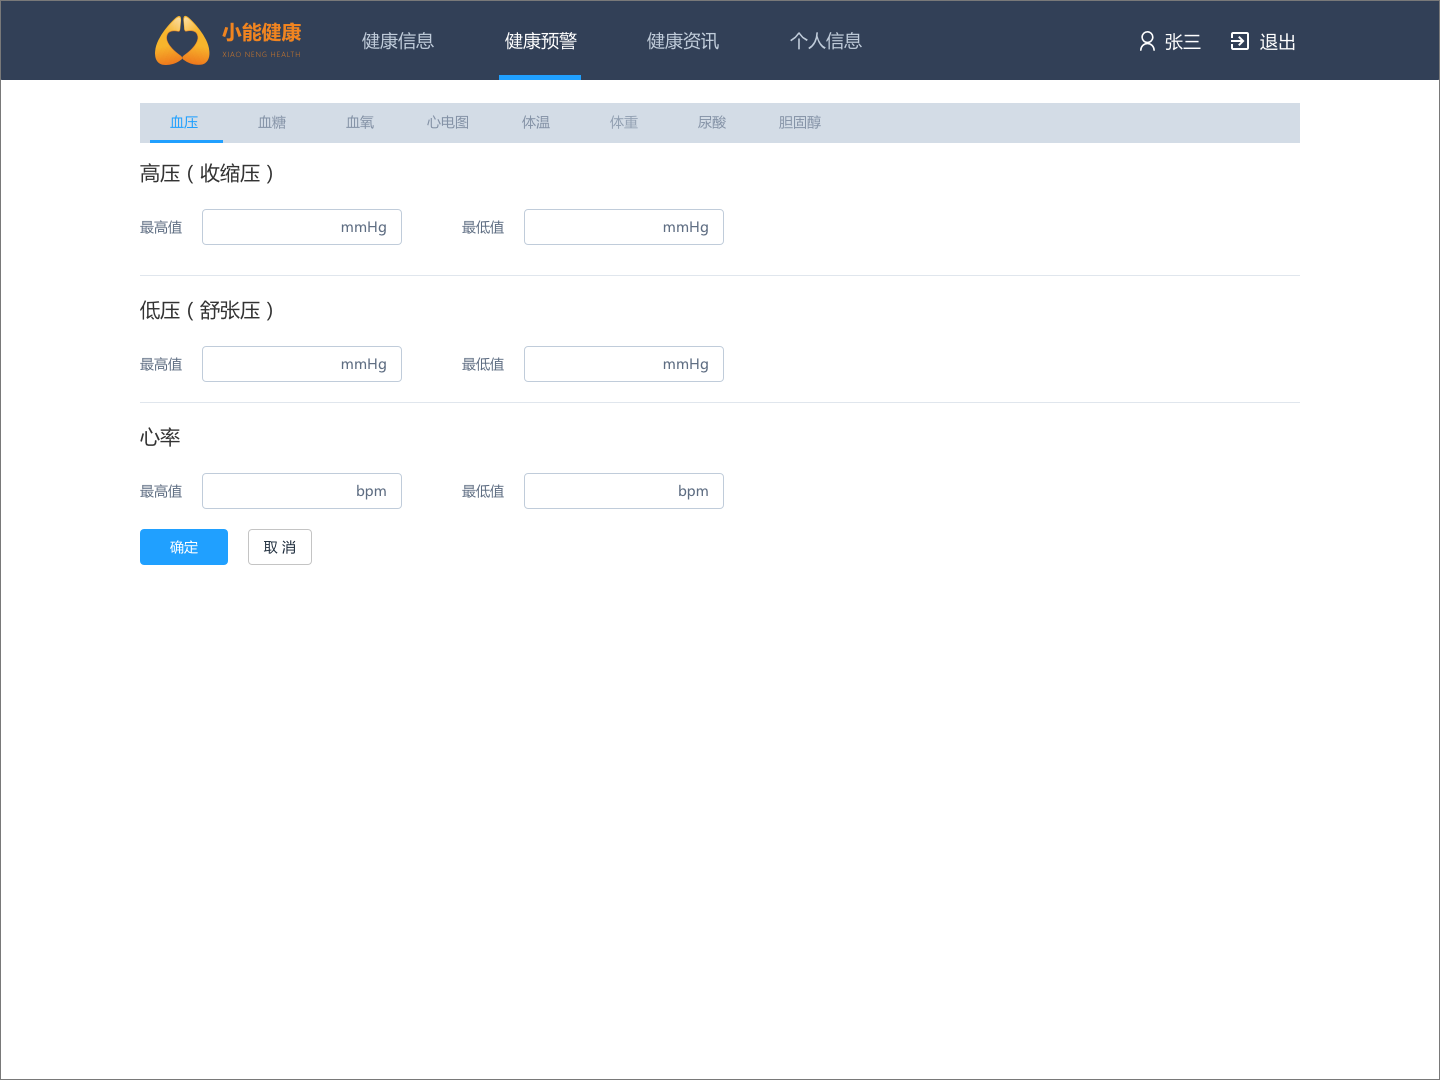 小能健康
XIAO NENG HEALTH
健康信息 健康预警 健康资讯 个人信息 张三 退出
血压 血糖 血氧 心电图 体温 体重 尿酸 胆固醇
高压（收缩压）
最高值 mmHg 最低值 mmHg
低压（舒张压）
最高值 mmHg 最低值 mmHg
心率
最高值 bpm 最低值 bpm
确定 取 消